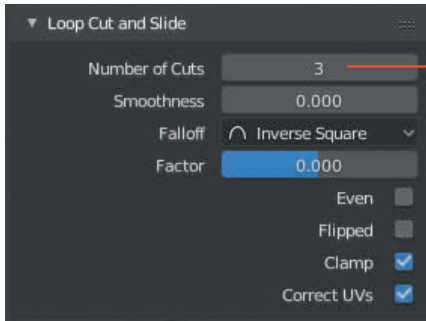 Loop Cut and Slide
Number of Cuts 3
Smoothness 0.000
Falloff Inverse Square
Factor 0.000
Even
Flipped
Clamp
Correct UVs